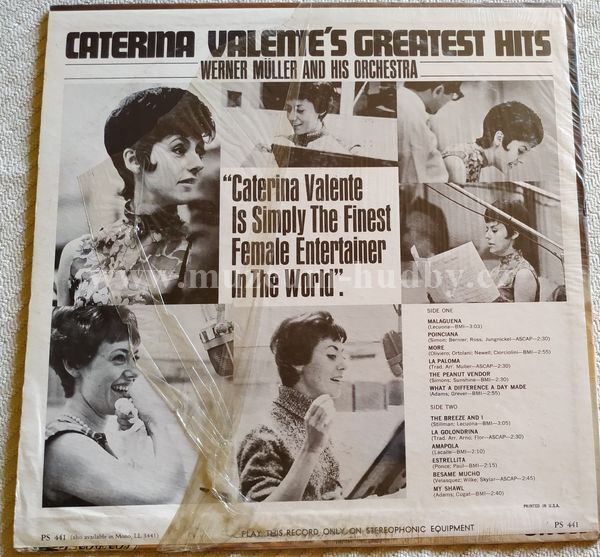 CATERINA VALENTE'S GREATEST HITS
WERNER MÜLLER AND HIS ORCHESTRA
"Caterina Valente
Is Simply The Finest
Female Entertainer
In The World".
www.muzeum-hudby.cz
SIDE ONE
MALAGUENA
(Lecuona—BMI—3:03)
POINCIANA
(Simon; Bernier; Ross; Jungnickel—ASCAP—2:30)
MORE
(Oliviero; Ortolani; Newell; Ciorciolini—BMI—2:55)
LA PALOMA
(Trad. Arr. Muller—ASCAP—2:30)
THE PEANUT VENDOR
(Simons; Sunshine—BMI—2:30)
WHAT A DIFFERENCE A DAY MADE
(Adams; Grever—BMI—2:55)
SIDE TWO
THE BREEZE AND I
(Stillman; Lecuona—BMI—3:05)
LA GOLONDRINA
(Trad. Arr. Arno; Flor—ASCAP—2:30)
AMAPOLA
(Lacalle—BMI—2:10)
ESTRELLITA
(Ponce; Paul—BMI—2:15)
BESAME MUCHO
(Velasquez; Wilke; Skylar—ASCAP—2:45)
MY SHAWL
(Adams; Cugat—BMI—2:40)
PRINTED IN U.S.A.
PS 441 (also available in Mono, LL 3441)
PLAY THIS RECORD ONLY ON STEREOPHONIC EQUIPMENT
PS 441